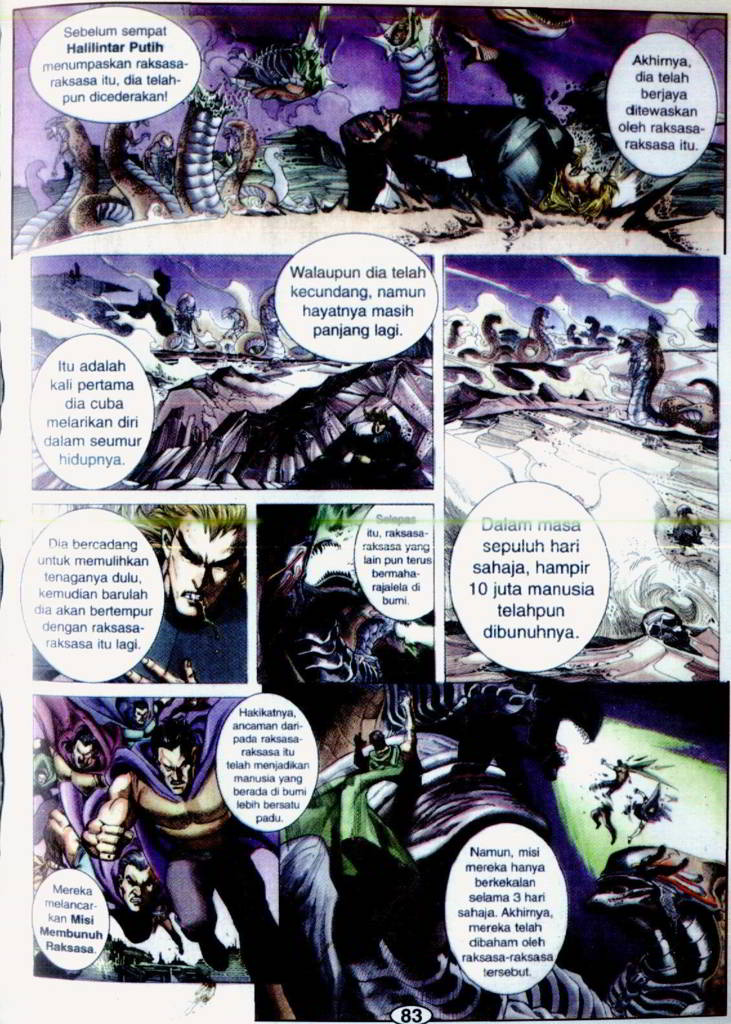 Sebelum sempat
Halilintar Putih
menumpaskan raksasa-
raksasa itu, dia telah-
pun dicederakan!
Akhirnya,
dia telah
berjaya
ditewaskan
oleh raksasa-
raksasa itu.
Walaupun dia telah
kecundang, namun
hayatnya masih
panjang lagi.
Itu adalah
kali pertama
dia cuba
melarikan diri
dalam seumur
hidupnya.
Dalam masa
sepuluh hari
sahaja, hampir
10 juta manusia
telahpun
dibunuhnya.
Dia bercadang
untuk memulihkan
tenaganya dulu,
kemudian barulah
dia akan bertempur
dengan raksasa-
raksasa itu lagi.
Selepas
itu, raksasa-
raksasa yang
lain pun terus
bermaha-
rajalela di
bumi.
Hakikatnya,
ancaman dari-
pada raksasa-
raksasa itu
telah menjadikan
manusia yang
berada di bumi
lebih bersatu
padu.
Mereka
melancar-
kan Misi
Membunuh
Raksasa.
Namun, misi
mereka hanya
berkekalan
selama 3 hari
sahaja. Akhirnya,
mereka telah
dibaham oleh
raksasa-raksasa
tersebut.
83